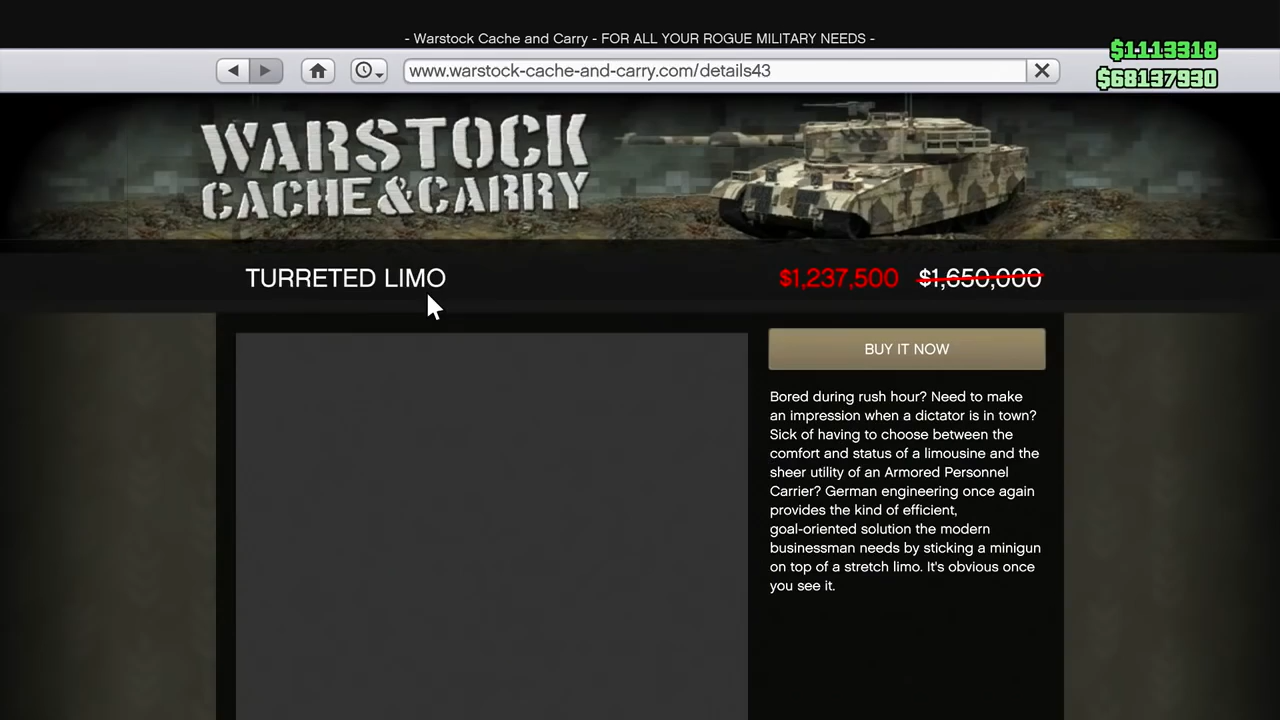 - Warstock Cache and Carry - FOR ALL YOUR ROGUE MILITARY NEEDS -
$1113318
www.warstock-cache-and-carry.com/details43
$68137930
WARSTOCK
CACHE&CARRY
TURRETED LIMO
$1,237,500 $1,650,000
BUY IT NOW
Bored during rush hour? Need to make
an impression when a dictator is in town?
Sick of having to choose between the
comfort and status of a limousine and the
sheer utility of an Armored Personnel
Carrier? German engineering once again
provides the kind of efficient,
goal-oriented solution the modern
businessman needs by sticking a minigun
on top of a stretch limo. It's obvious once
you see it.